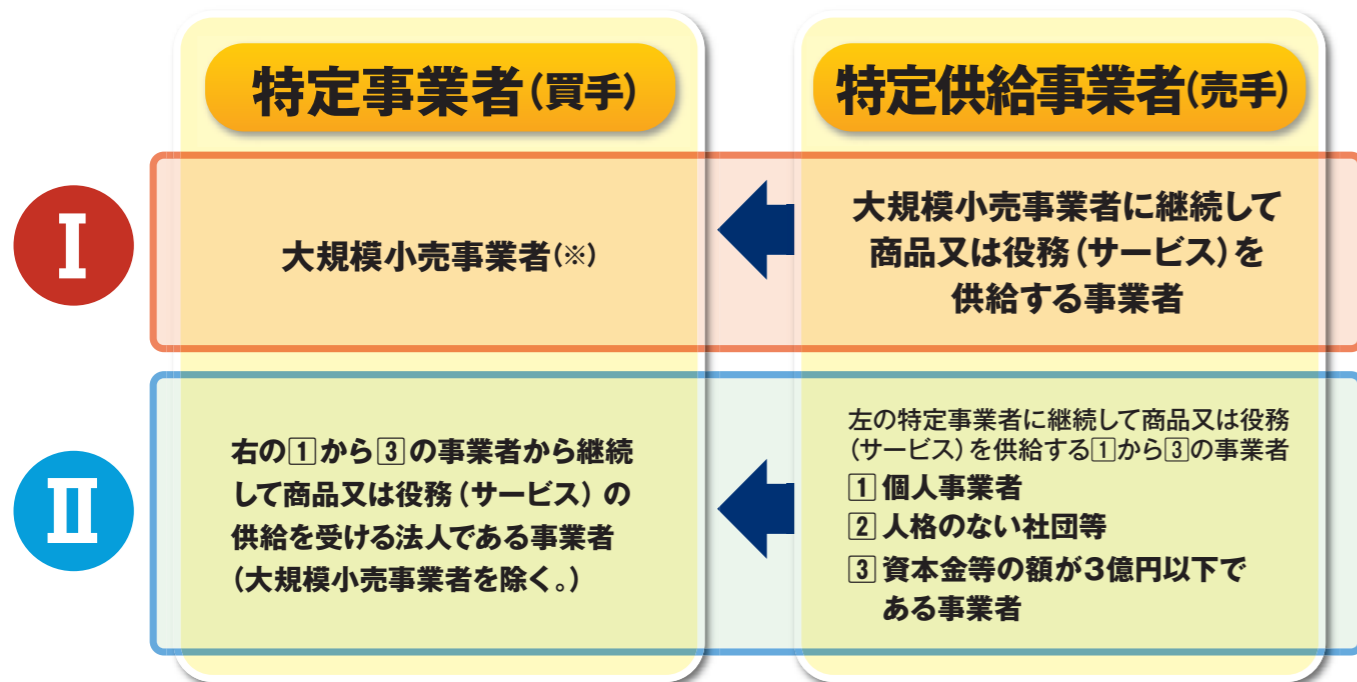 特定事業者(買手)
特定供給事業者(売手)
I
大規模小売事業者(※)
大規模小売事業者に継続して
商品又は役務(サービス)を
供給する事業者
II
右の1から3の事業者から継続
して商品又は役務(サービス)の
供給を受ける法人である事業者
(大規模小売事業者を除く。)
左の特定事業者に継続して商品又は役務
(サービス)を供給する1から3の事業者
1 個人事業者
2 人格のない社団等
3 資本金等の額が3億円以下で
ある事業者